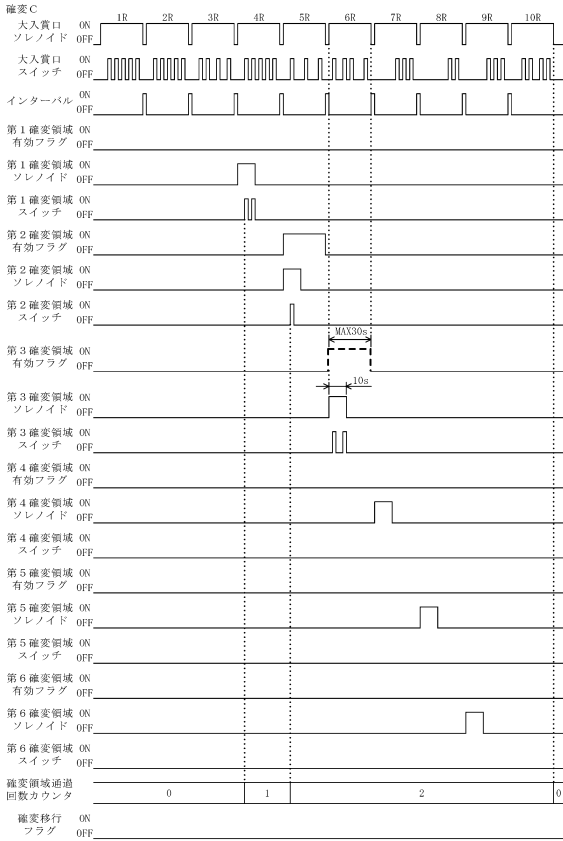 確変C
1R 2R 3R 4R 5R 6R 7R 8R 9R 10R
大入賞口 ON
ソレノイド OFF
大入賞口 ON
スイッチ OFF
インターバル ON
OFF
第1確変領域 ON
有効フラグ OFF
第1確変領域 ON
ソレノイド OFF
第1確変領域 ON
スイッチ OFF
第2確変領域 ON
有効フラグ OFF
第2確変領域 ON
ソレノイド OFF
第2確変領域 ON
スイッチ OFF
MAX30s
第3確変領域 ON
有効フラグ OFF
10s
第3確変領域 ON
ソレノイド OFF
第3確変領域 ON
スイッチ OFF
第4確変領域 ON
有効フラグ OFF
第4確変領域 ON
ソレノイド OFF
第4確変領域 ON
スイッチ OFF
第5確変領域 ON
有効フラグ OFF
第5確変領域 ON
ソレノイド OFF
第5確変領域 ON
スイッチ OFF
第6確変領域 ON
有効フラグ OFF
第6確変領域 ON
ソレノイド OFF
第6確変領域 ON
スイッチ OFF
確変領域通過
回数カウンタ 0 1 2 0
確変移行 ON
フラグ OFF